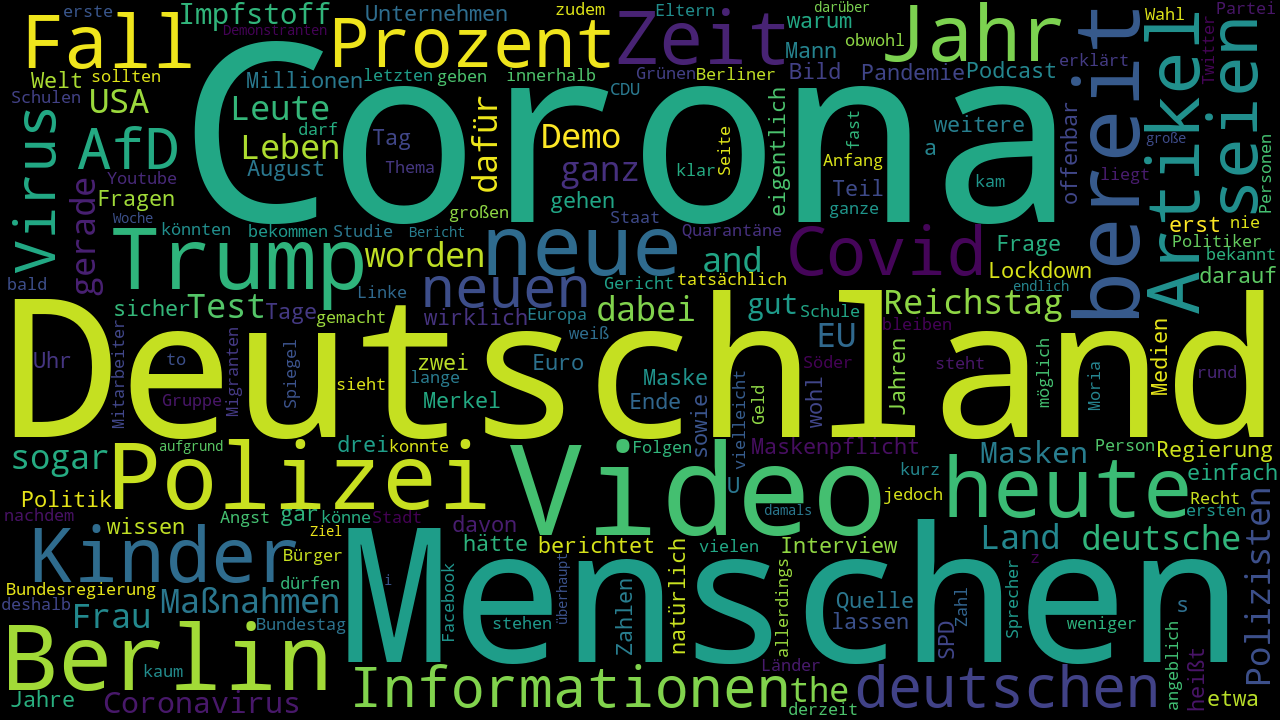 erste
Impfstoff
Unternehmen
zudem
Eltern
darüber
Jahr
Wahl
Partei
Fall
Demonstranten
Prozent
Zeit
warum
obwohl
Mann
bereit
Artikel
Twitter
seien
Welt
sollten
Millionen
letzten
geben
innerhalb
Grünen
Berliner
Bild
Pandemie
Podcast
erklärt
Schulen
USA
Leute
CDU
Corona
Virus
AfD
darf
Tag
dafür
Demo
Seite
eigentlich
fast
weitere
offenbar
große
Leben
Thema
ganz
klar
Anfang
a
August
Youtube
gerade
Fragen
gehen
Teil
kam
liegt
Personen
Woche
großen
Staat
ganze
könnten
bekommen
Studie
Bericht
Quarantäne
erst
nie
Trump
worden
neue
and
Covid
Frage
Politiker
bekannt
Lockdown
darauf
bald
Linke
neuen
Gericht
tatsächlich
endlich
sicher
Test
Tage
gemacht
wirklich
Europa
dabei
gut
Schule
Reichstag
Deutschland
weiß
EU
bleiben
Mitarbeiter
Uhr
to
Migranten
Spiegel
zwei
Euro
Söder
Jahren
steht
möglich
Medien
rund
sieht
lange
Maske
vielleicht
Geld
wohl
Moria
Gruppe
Merkel
Ende
sowie
aufgrund
drei
konnte
Folgen
Maskenpflicht
Person
Regierung
sogar
Polizei
Video
Masken
kurz
heute
einfach
Politik
U
jedoch
Recht
ersten
nachdem
Angst
gar
könne
Stadt
damals
wissen
Ziel
davon
Kinder
Menschen
hätte
berichtet
vielen
Interview
Land
deutsche
Polizisten
Bürger
überhaupt
natürlich
allerdings
z
Bundesregierung
dürfen
i
Facebook
Zahlen
Quelle
Sprecher
deshalb
Frau
Maßnahmen
Zahl
s
Bundestag
stehen
lassen
SPD
weniger
angeblich
heißt
Berlin
kaum
Länder
Jahre
Coronavirus
Informationen
the
derzeit
deutschen
etwa